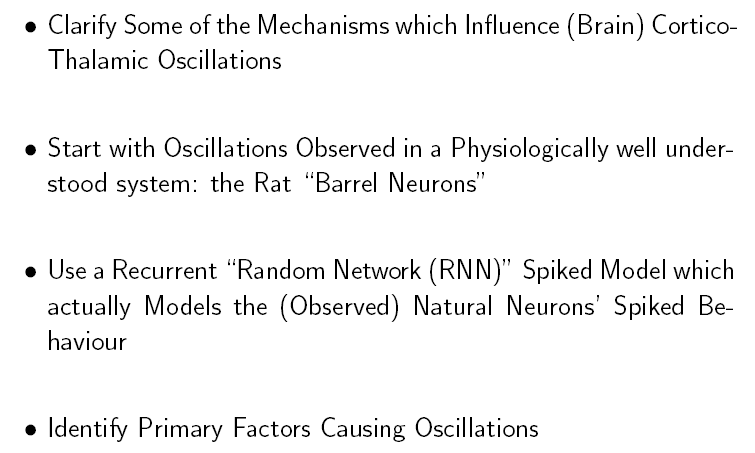 • Clarify Some of the Mechanisms which Influence (Brain) Cortico-
Thalamic Oscillations
• Start with Oscillations Observed in a Physiologically well under-
stood system: the Rat “Barrel Neurons”
• Use a Recurrent “Random Network (RNN)” Spiked Model which
actually Models the (Observed) Natural Neurons’ Spiked Be-
haviour
• Identify Primary Factors Causing Oscillations